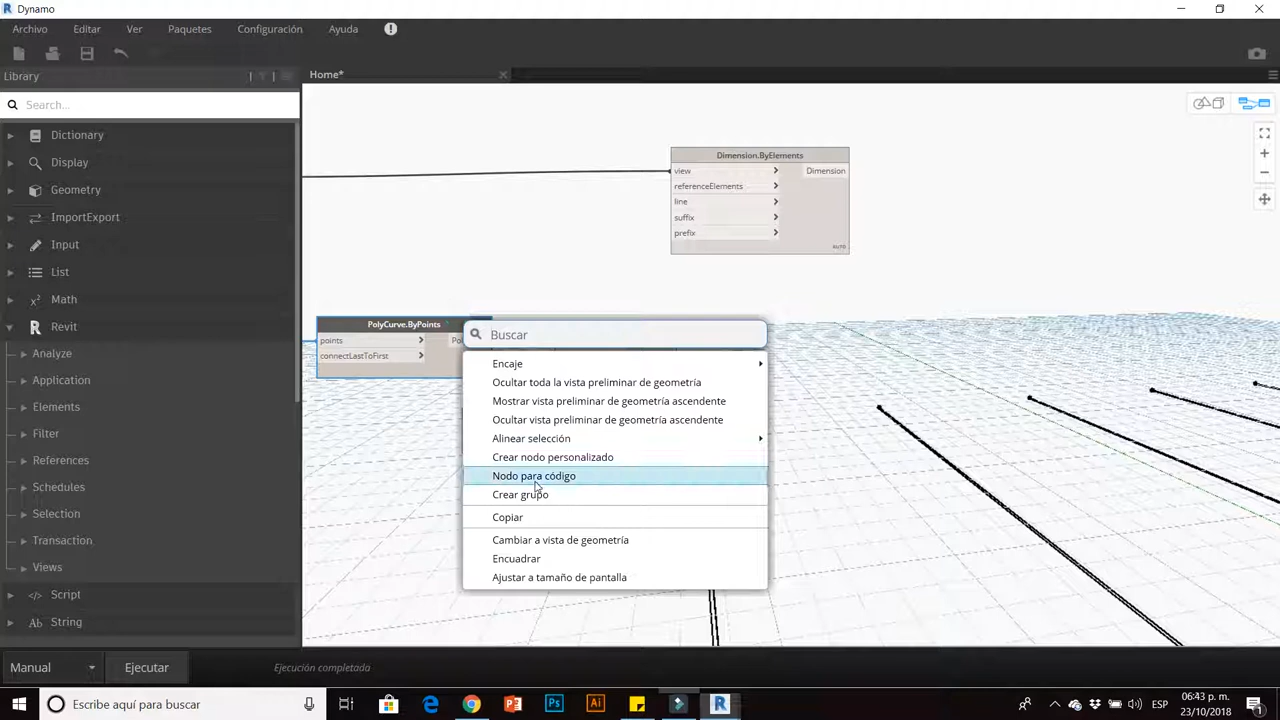 Dynamo
Archivo Editar Ver Paquetes Configuración Ayuda
Library
Home*
Search...
Dictionary
Display
Geometry
ImportExport
Input
List
Math
Revit
Analyze
Application
Elements
Filter
References
Schedules
Selection
Transaction
Views
Script
String
Dimension.ByElements
view Dimension
referenceElements
line
suffix
prefix
AUTO
PolyCurve.ByPoints
points
connectLastToFirst
Buscar
Encaje
Ocultar toda la vista preliminar de geometría
Mostrar vista preliminar de geometría ascendente
Ocultar vista preliminar de geometría ascendente
Alinear selección
Crear nodo personalizado
Nodo para código
Crear grupo
Copiar
Cambiar a vista de geometría
Encuadrar
Ajustar a tamaño de pantalla
Manual Ejecutar Ejecución completada
Escribe aquí para buscar
ESP
06:43 p. m.
23/10/2018